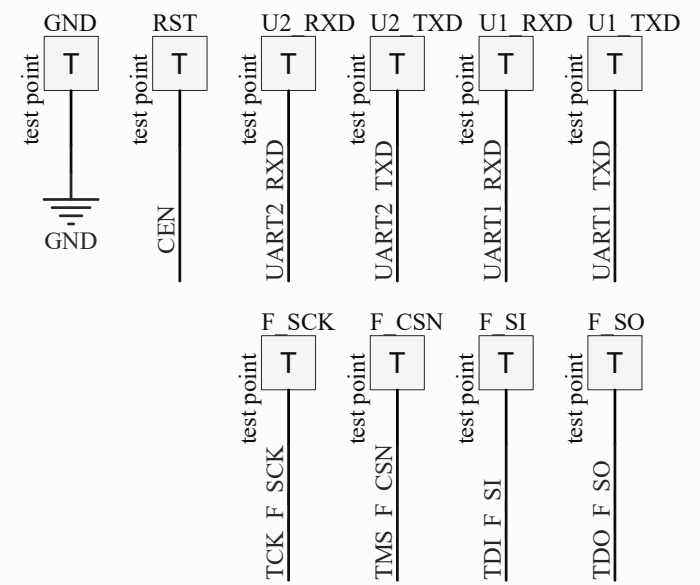 GND RST U2_RXD U2_TXD U1_RXD U1_TXD
T T T T T T
test point test point test point test point test point test point
CEN UART2_RXD UART2_TXD UART1_RXD UART1_TXD
GND
F_SCK F_CSN F_SI F_SO
T T T T
test point test point test point test point
TCK_F_SCK TMS_F_CSN TDI_F_SI TDO_F_SO